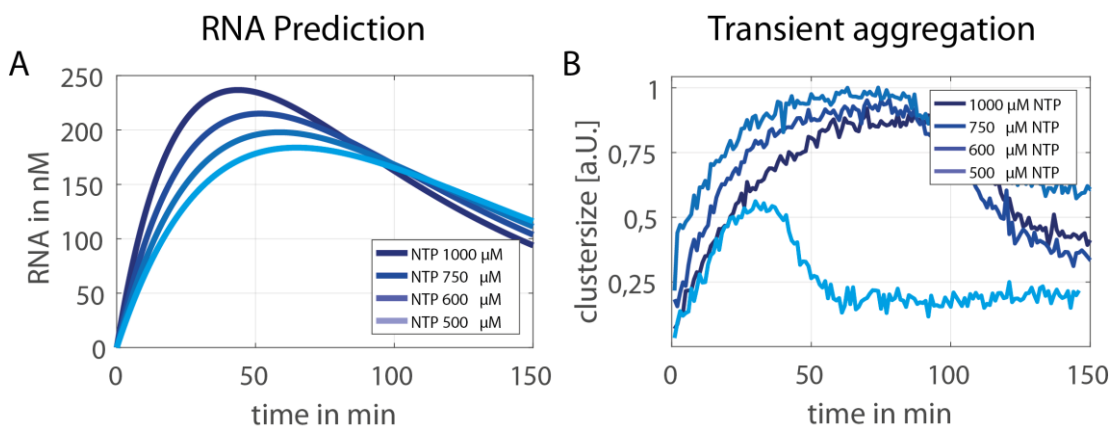 RNA Prediction
Transient aggregation
A
B
RNA in nM
250
200
150
100
50
0
NTP 1000 µM
NTP 750 µM
NTP 600 µM
NTP 500 µM
0 50 100 150
time in min
clustersize [a.U.]
1
0,75
0,5
0,25
1000 µM NTP
750 µM NTP
600 µM NTP
500 µM NTP
0 50 100 150
time in min